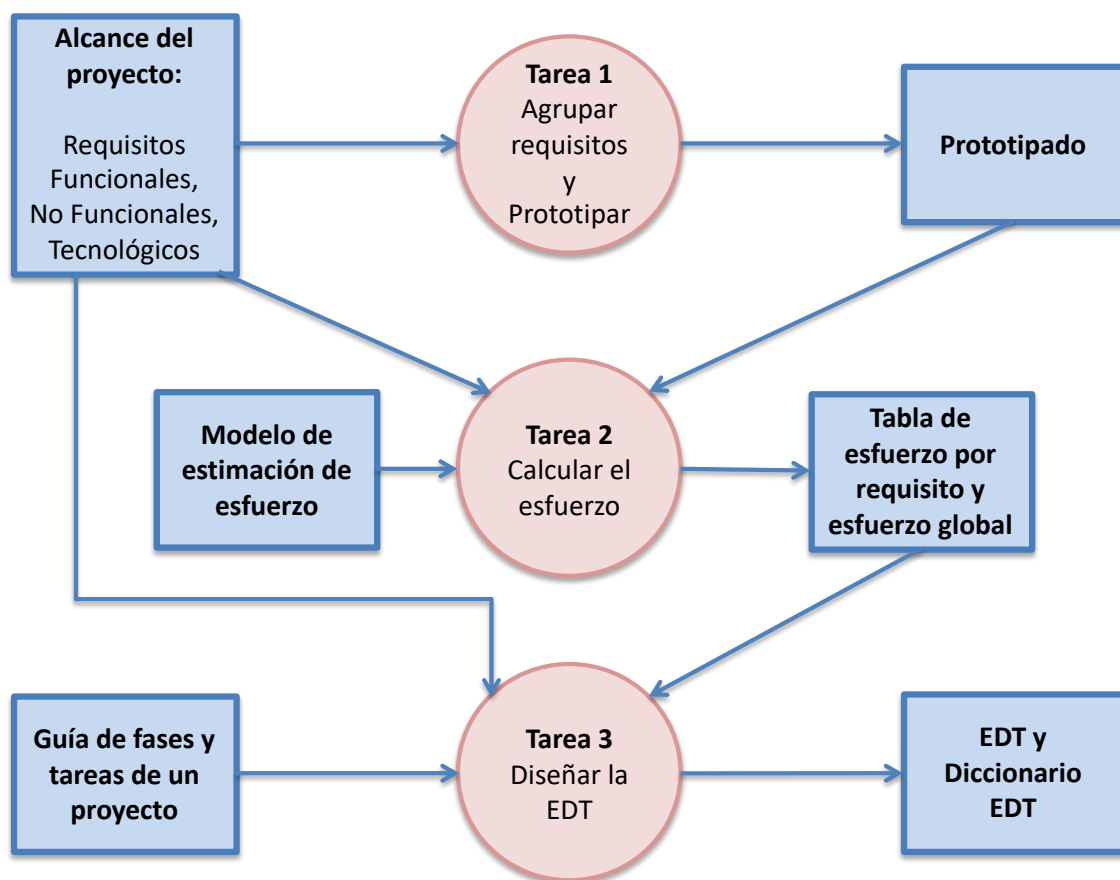 Alcance del
proyecto:
Requisitos
Funcionales,
No Funcionales,
Tecnológicos
Tarea 1
Agrupar
requisitos
y
Prototipar
Prototipado
Modelo de
estimación de
esfuerzo
Tarea 2
Calcular el
esfuerzo
Tabla de
esfuerzo por
requisito y
esfuerzo global
Guía de fases y
tareas de un
proyecto
Tarea 3
Diseñar la
EDT
EDT y
Diccionario
EDT